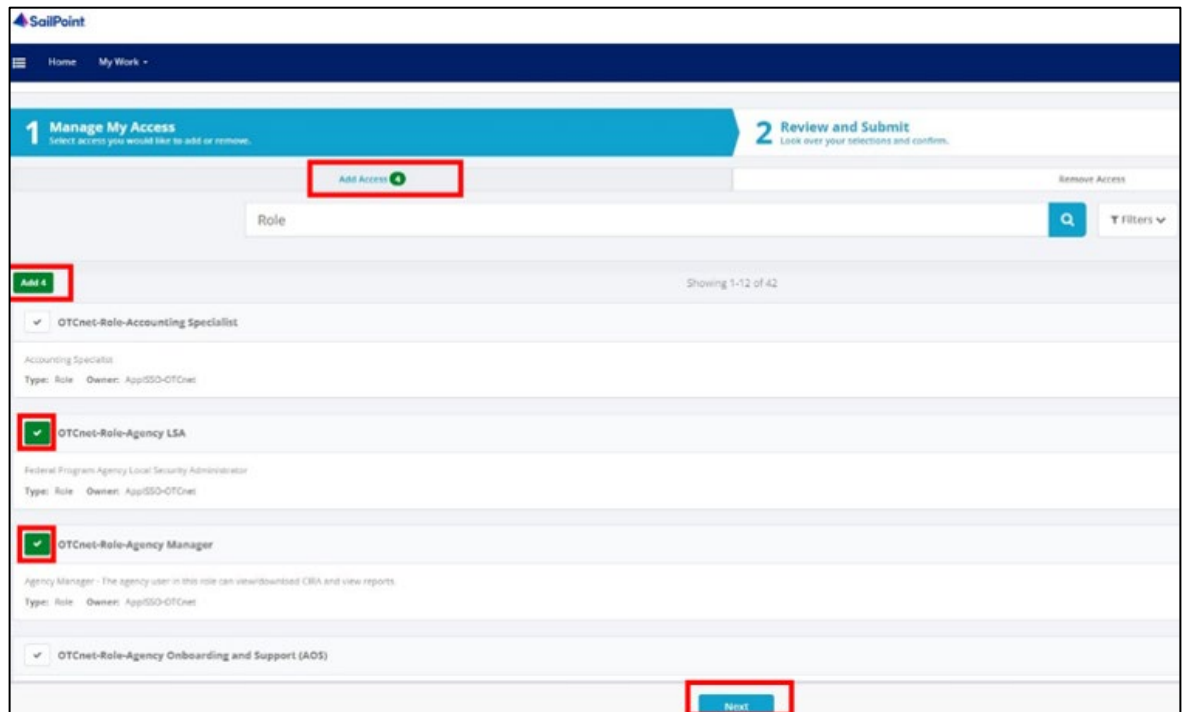 SailPoint
Home My Work
1 Manage My Access
Select access you would like to add or remove.
2 Review and Submit
Look over your selections and confirm.
Add Access 4
Remove Access
Role
Filters
Add 4
Showing 1-12 of 42
OTCnet-Role-Accounting Specialist
Accounting Specialist
Type: Role Owner: AppISSO-OTCnet
OTCnet-Role-Agency LSA
Federal Program Agency Local Security Administrator
Type: Role Owner: AppISSO-OTCnet
OTCnet-Role-Agency Manager
Agency Manager - The agency user in this role can view/download CIRA and view reports.
Type: Role Owner: AppISSO-OTCnet
OTCnet-Role-Agency Onboarding and Support (AOS)
Next